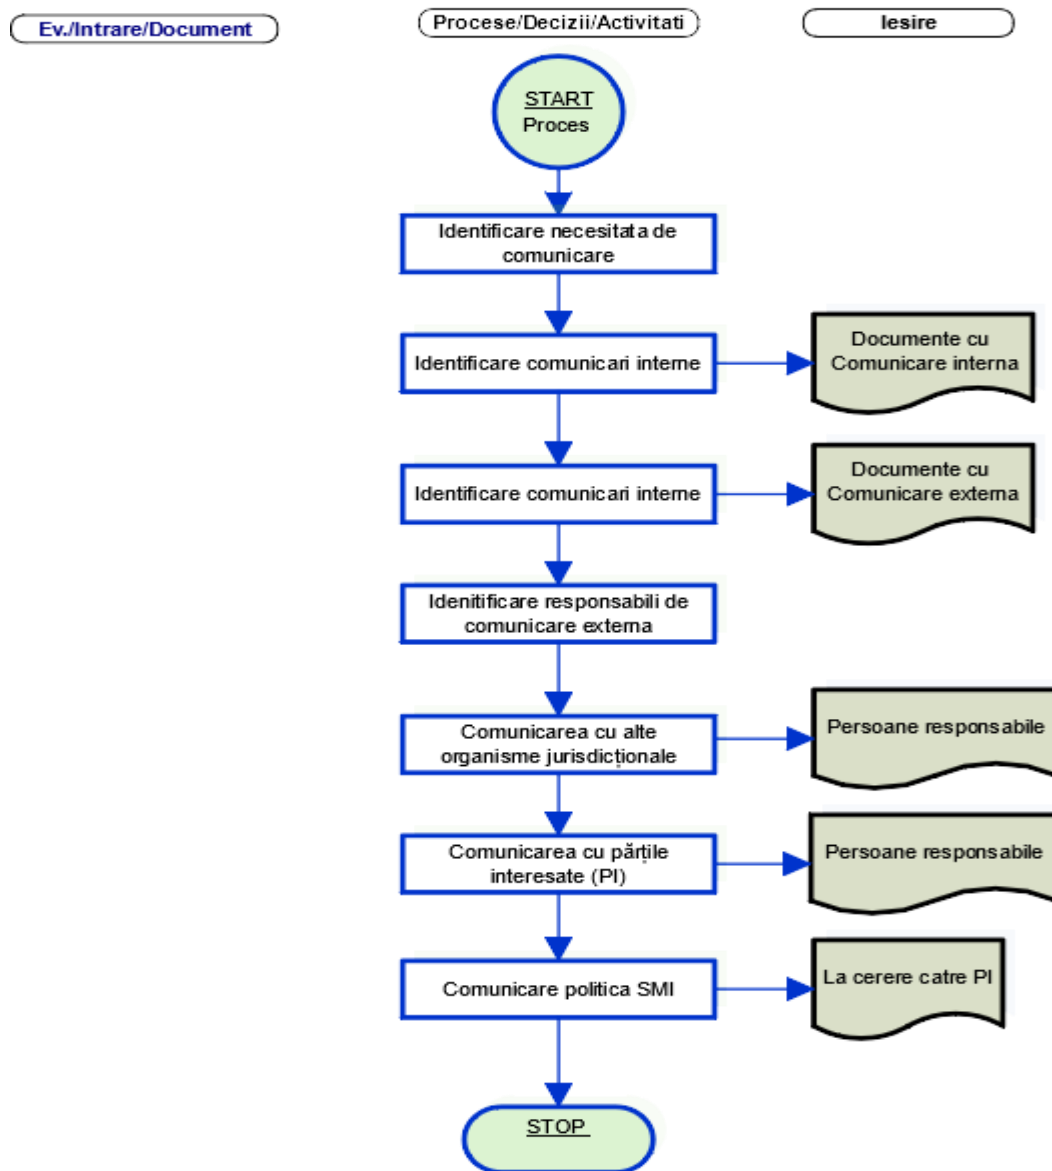 Ev./Intrare/Document
Procese/Decizii/Activitati
Iesire
START
Proces
Identificare necesitata de
comunicare
Identificare comunicari interne
Documente cu
Comunicare interna
Identificare comunicari interne
Documente cu
Comunicare externa
Idenitificare responsabili de
comunicare externa
Comunicarea cu alte
organisme jurisdicționale
Persoane responsabile
Comunicarea cu părțile
interesate (PI)
Persoane responsabile
Comunicare politica SMI
La cerere catre PI
STOP